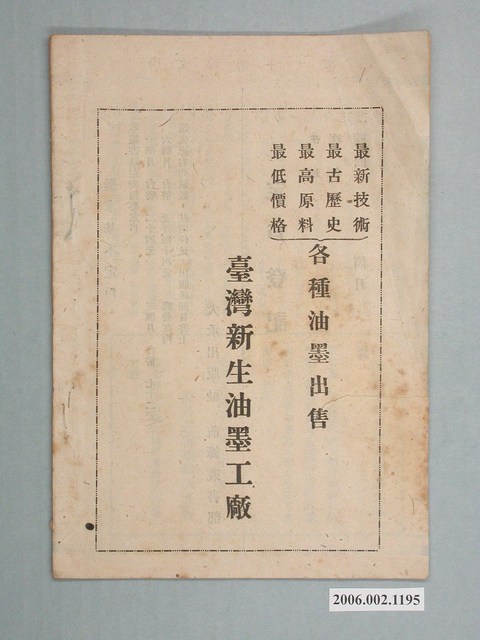 最新技術
最古歷史
最高原料
最低價格
各種油墨出售
臺灣新生油墨工廠
2006.002.1195